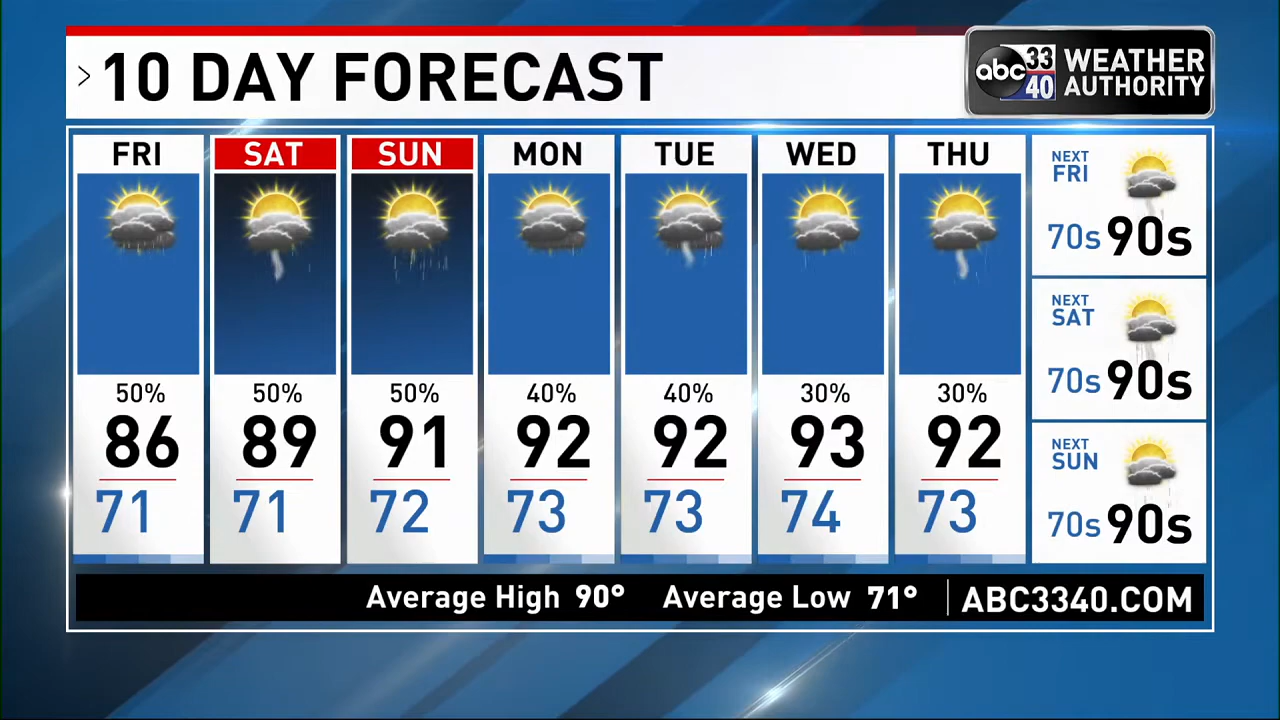 > 10 DAY FORECAST
abc 33 40 WEATHER AUTHORITY
FRI SAT SUN MON TUE WED THU
50% 50% 50% 40% 40% 30% 30%
86 89 91 92 92 93 92
71 71 72 73 73 74 73
NEXT
FRI
70s 90s
NEXT
SAT
70s 90s
NEXT
SUN
70s 90s
Average High 90° Average Low 71° ABC3340.COM